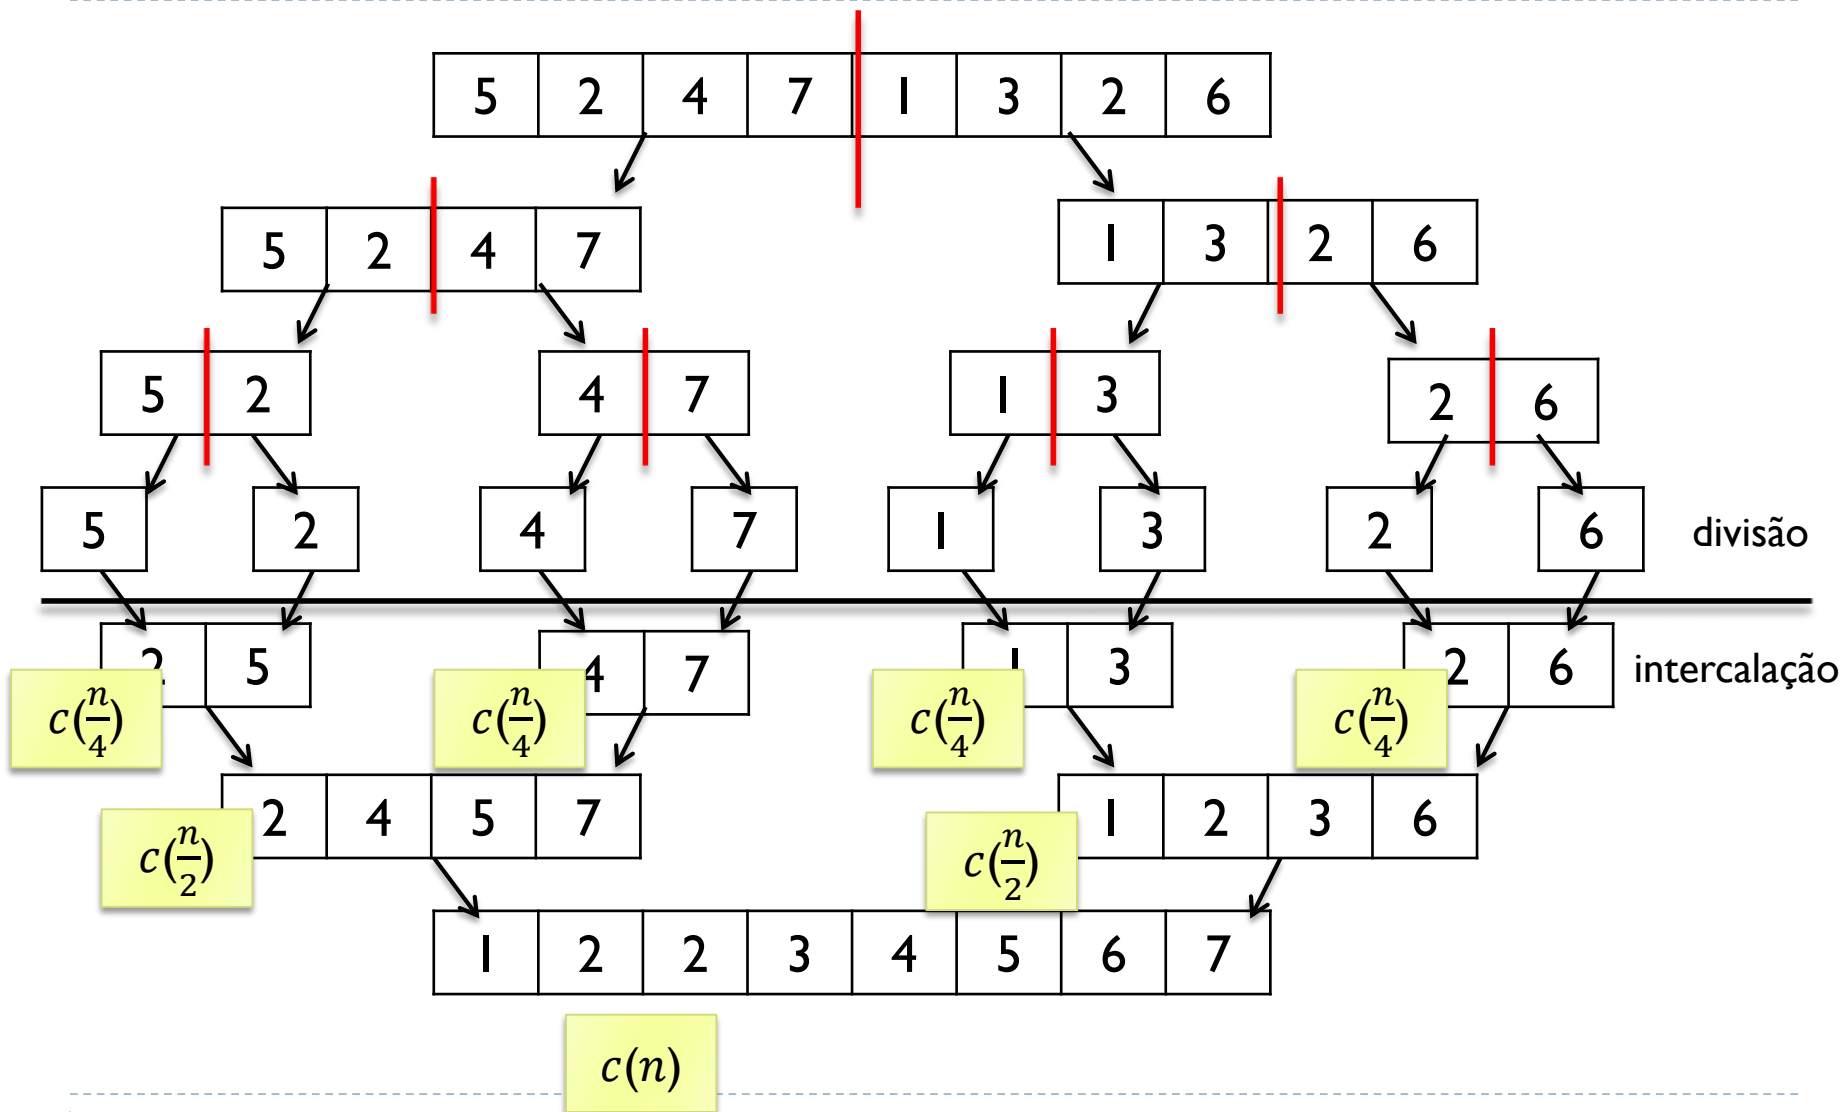 5 2 4 7 1 3 2 6
5 2 4 7 1 3 2 6
5 2 4 7 1 3 2 6
5 2 4 7 1 3 2 6 divisão
2 5 4 7 1 3 2 6 intercalação
c(n/4) c(n/4) c(n/4) c(n/4)
2 4 5 7 1 2 3 6
c(n/2) c(n/2)
1 2 2 3 4 5 6 7
c(n)